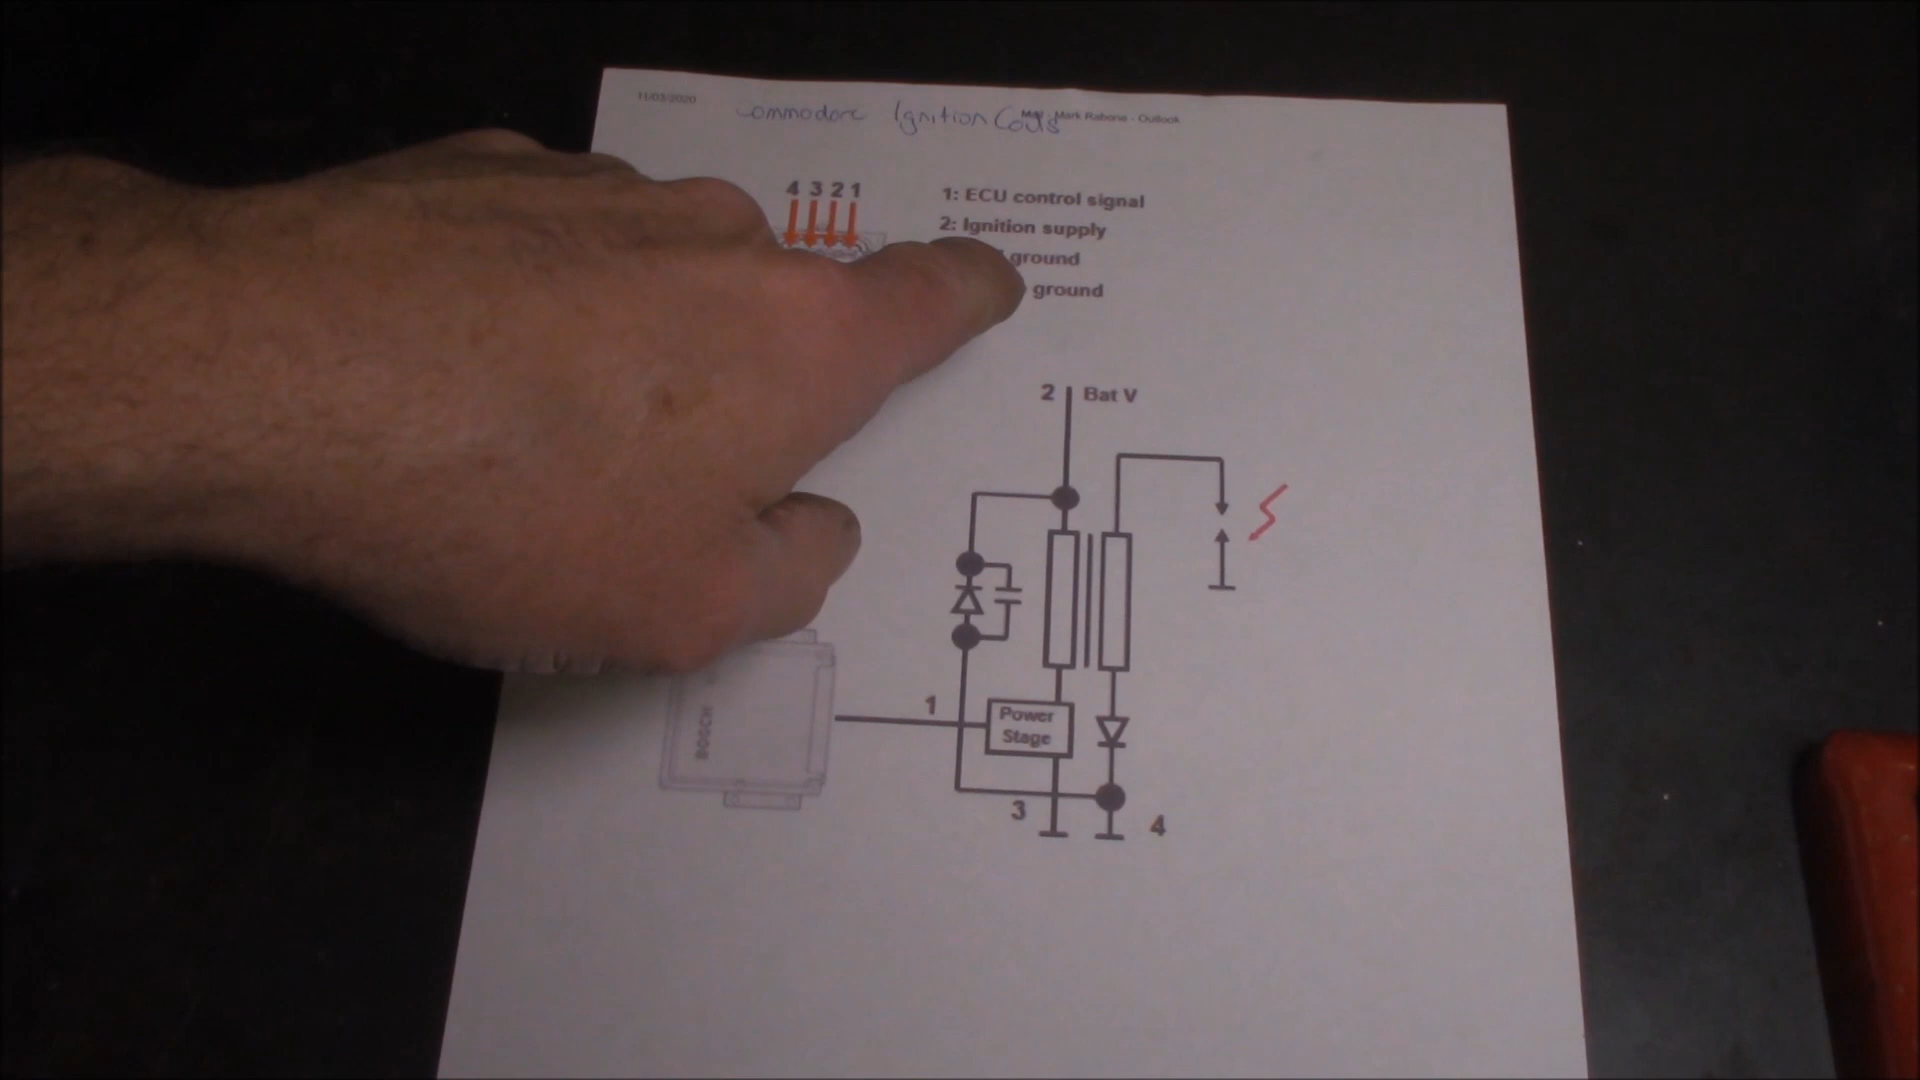 11/03/2020
Commodore Ignition Coils
Mark Rabone - Outlook
4 3 2 1
1: ECU control signal
2: Ignition supply
ground
ground
2 Bat V
1
Power
Stage
BOSCH
3
4